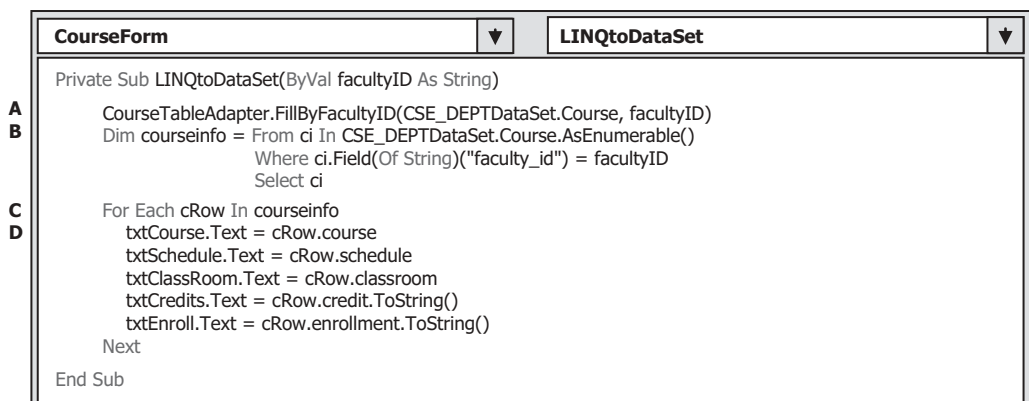 CourseForm LINQtoDataSet
Private Sub LINQtoDataSet(ByVal facultyID As String)
A CourseTableAdapter.FillByFacultyID(CSE_DEPTDataSet.Course, facultyID)
B Dim courseinfo = From ci In CSE_DEPTDataSet.Course.AsEnumerable()
Where ci.Field(Of String)("faculty_id") = facultyID
Select ci
C For Each cRow In courseinfo
D txtCourse.Text = cRow.course
txtSchedule.Text = cRow.schedule
txtClassRoom.Text = cRow.classroom
txtCredits.Text = cRow.credit.ToString()
txtEnroll.Text = cRow.enrollment.ToString()
Next
End Sub